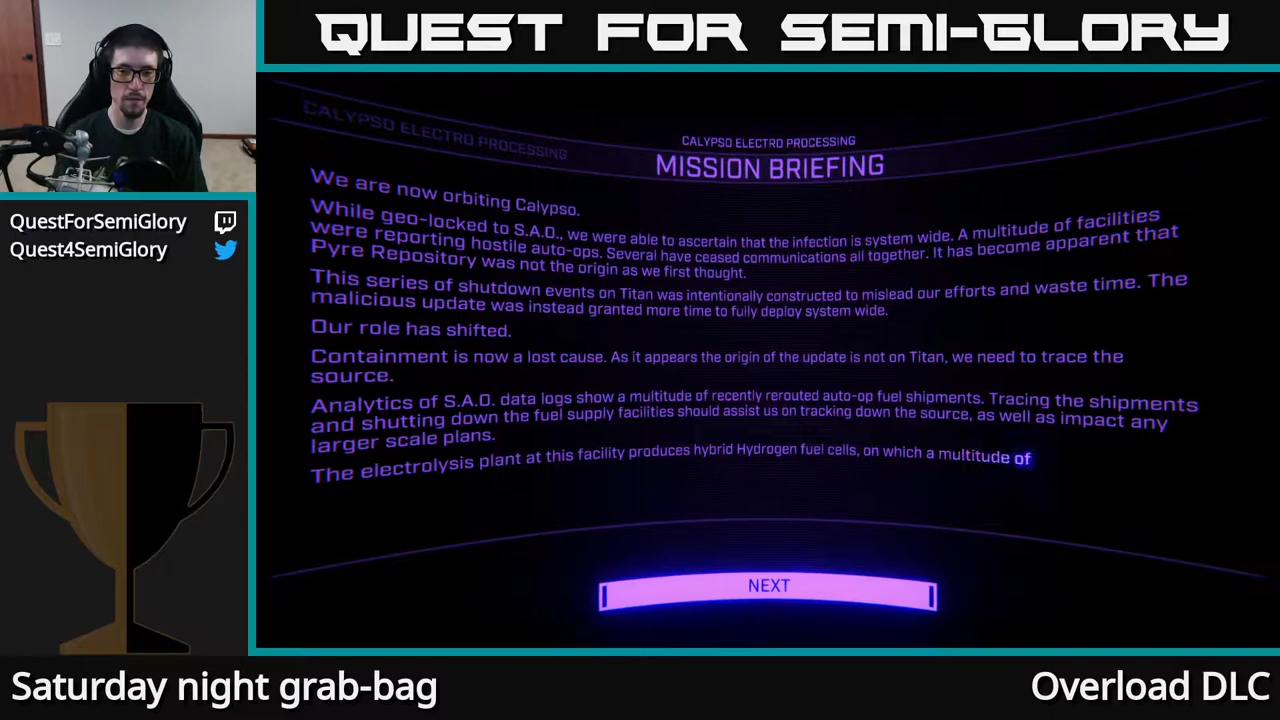 QUEST FOR SEMI-GLORY
QuestForSemiGlory
Quest4SemiGlory
CALYPSO ELECTRO PROCESSING
CALYPSO ELECTRO PROCESSING
MISSION BRIEFING
We are now orbiting Calypso.
While geo-locked to S.A.O., we were able to ascertain that the infection is system wide. A multitude of facilities
were reporting hostile auto-ops. Several have ceased communications all together. It has become apparent that
Pyre Repository was not the origin as we first thought.
This series of shutdown events on Titan was intentionally constructed to mislead our efforts and waste time. The
malicious update was instead granted more time to fully deploy system wide.
Our role has shifted.
Containment is now a lost cause. As it appears the origin of the update is not on Titan, we need to trace the
source.
Analytics of S.A.O. data logs show a multitude of recently rerouted auto-op fuel shipments. Tracing the shipments
and shutting down the fuel supply facilities should assist us on tracking down the source, as well as impact any
larger scale plans.
The electrolysis plant at this facility produces hybrid Hydrogen fuel cells, on which a multitude of
NEXT
Saturday night grab-bag
Overload DLC